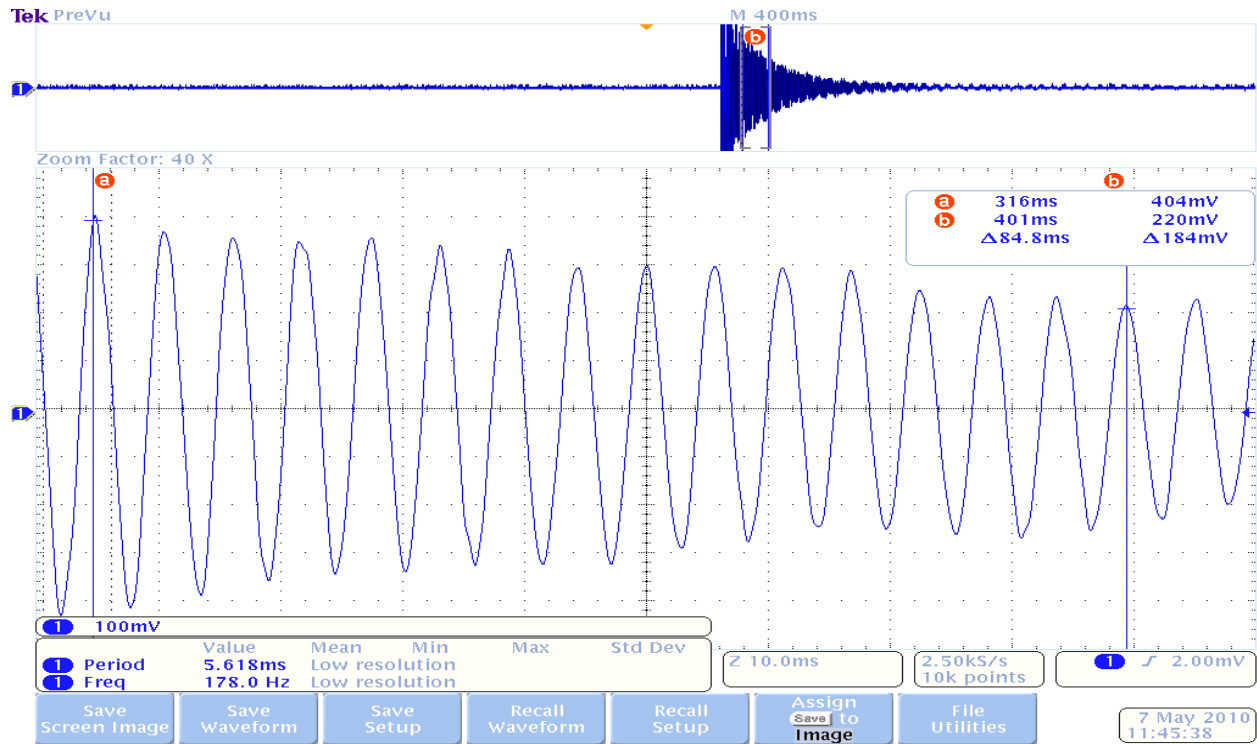 Tek PreVu M 400ms
b
1
Zoom Factor: 40 X
a b
a 316ms 404mV
b 401ms 220mV
Δ84.8ms Δ184mV
1
1 100mV
Value Mean Min Max Std Dev
1 Period 5.618ms Low resolution
1 Freq 178.0 Hz Low resolution
Z 10.0ms
2.50kS/s
10k points
1 2.00mV
Save
Screen Image
Save
Waveform
Save
Setup
Recall
Waveform
Recall
Setup
Assign
Save to
Image
File
Utilities
7 May 2010
11:45:38